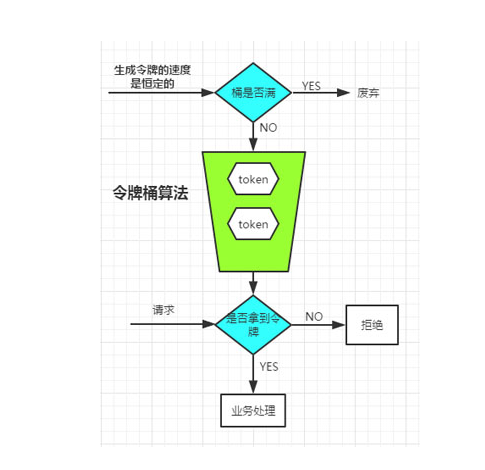 生成令牌的速度
是恒定的
桶是否满
YES
废弃
NO
token
令牌桶算法
token
请求
是否拿到令
牌
NO
拒绝
YES
业务处理